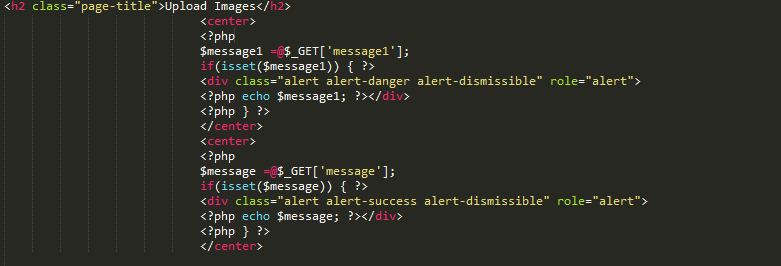 <h2 class="page-title">Upload Images</h2>
<center>
<?php
$message1 =@$_GET['message1'];
if(isset($message1)) { ?>
<div class="alert alert-danger alert-dismissible" role="alert">
<?php echo $message1; ?></div>
<?php } ?>
</center>
<center>
<?php
$message =@$_GET['message'];
if(isset($message)) { ?>
<div class="alert alert-success alert-dismissible" role="alert">
<?php echo $message; ?></div>
<?php } ?>
</center>